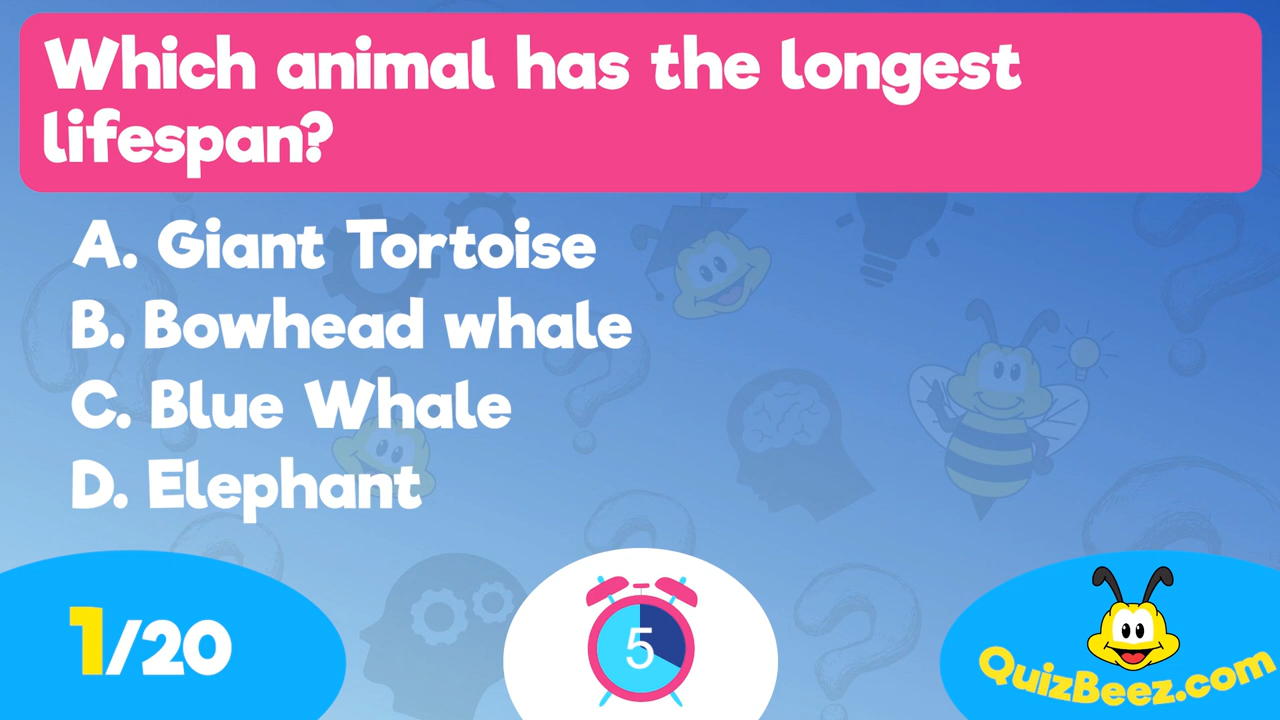 Which animal has the longest
lifespan?
A. Giant Tortoise
B. Bowhead whale
C. Blue Whale
D. Elephant
1/20
5
QuizBeez.com